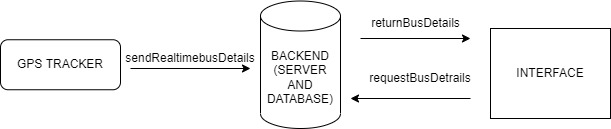 returnBusDetails
GPS TRACKER
sendRealtimebusDetails
BACKEND
(SERVER
AND
DATABASE)
INTERFACE
requestBusDetrails